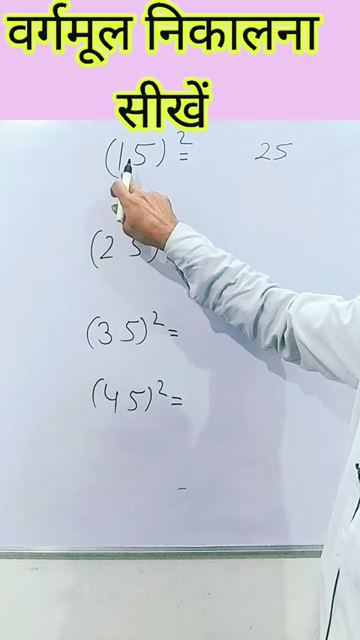 वर्गमूल निकालना
सीखें
(15)² = 25
(25)
(35)² =
(45)² =